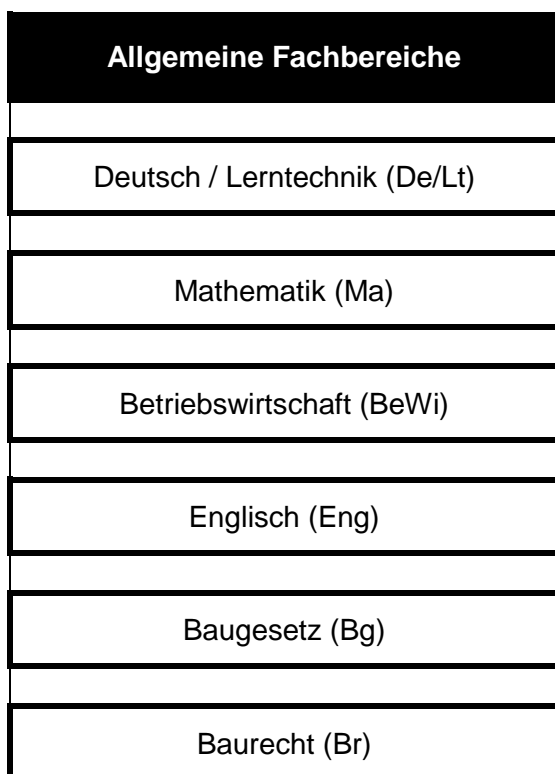 Allgemeine Fachbereiche
Deutsch / Lerntechnik (De/Lt)
Mathematik (Ma)
Betriebswirtschaft (BeWi)
Englisch (Eng)
Baugesetz (Bg)
Baurecht (Br)